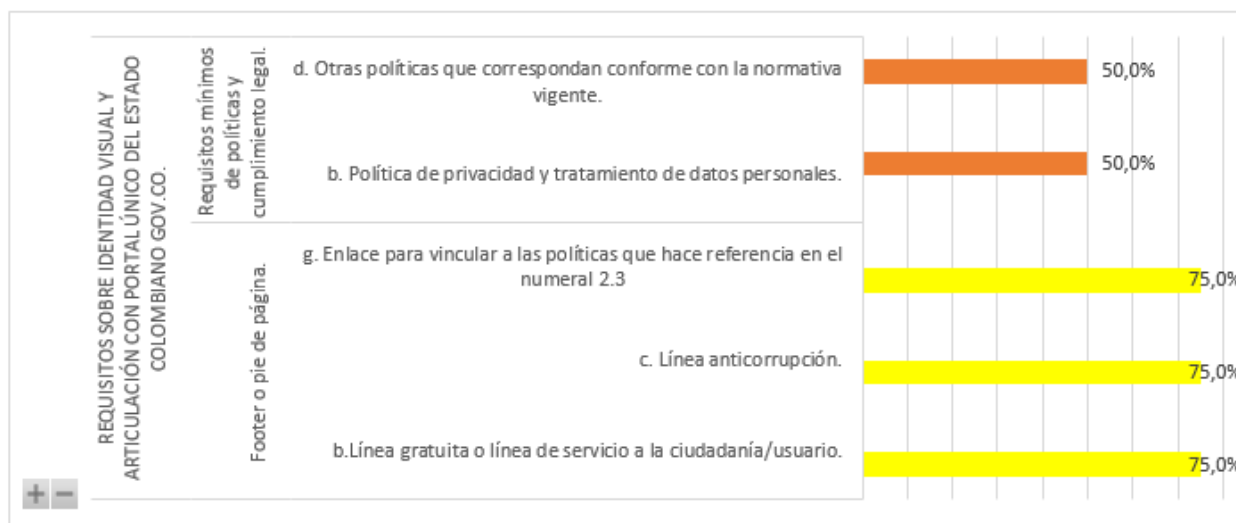 REQUISITOS SOBRE IDENTIDAD VISUAL Y
ARTICULACIÓN CON PORTAL ÚNICO DEL ESTADO
COLOMBIANO GOV.CO.
Requisitos mínimos
de políticas y
cumplimiento legal.
d. Otras políticas que correspondan conforme con la normativa
vigente.
50,0%
b. Política de privacidad y tratamiento de datos personales.
50,0%
Footer o pie de página.
g. Enlace para vincular a las políticas que hace referencia en el
numeral 2.3
75,0%
c. Línea anticorrupción.
75,0%
b.Línea gratuita o línea de servicio a la ciudadanía/usuario.
75,0%